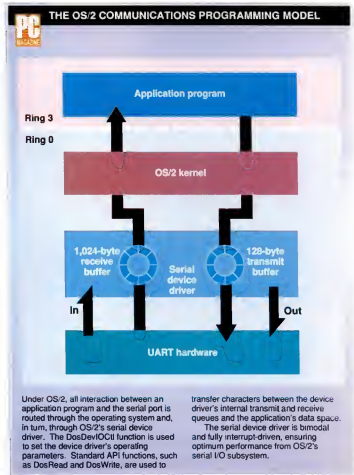 THE OS/2 COMMUNICATIONS PROGRAMMING MODEL
PC
MAGAZINE
Application program
Ring 3
Ring 0
OS/2 kernel
1,024-byte
receive
buffer
Serial
device
driver
128-byte
transmit
buffer
In
Out
UART hardware
Under OS/2, all interaction between an
application program and the serial port is
routed through the operating system and,
in turn, through OS/2's serial device
driver. The DosDevIOCtl function is used
to set the device driver's operating
parameters. Standard API functions, such
as DosRead and DosWrite, are used to
transfer characters between the device
driver's internal transmit and receive
queues and the application's data space.
The serial device driver is bimodal
and fully interrupt-driven, ensuring
optimum performance from OS/2's
serial I/O subsystem.